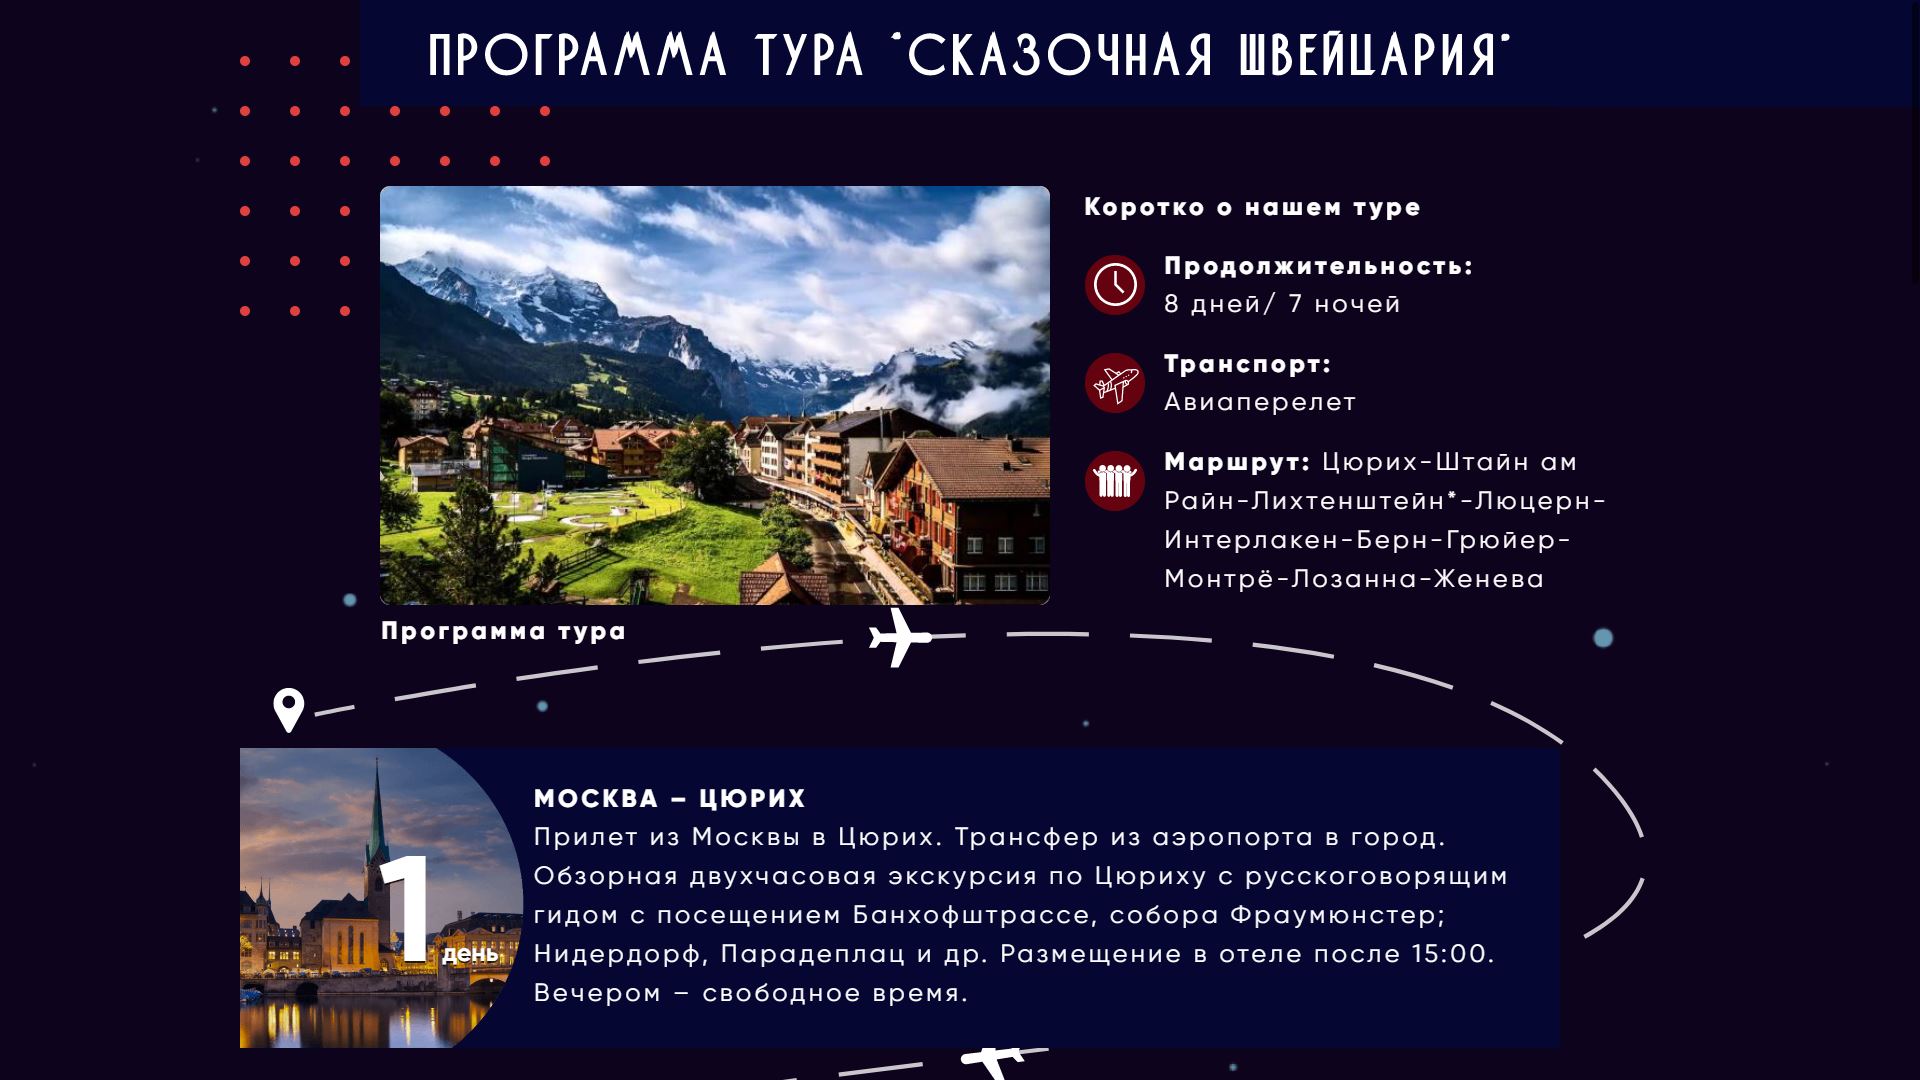 ПРОГРАММА ТУРА "СКАЗОЧНАЯ ШВЕЙЦАРИЯ"
Коротко о нашем туре
Продолжительность:
8 дней/ 7 ночей
Транспорт:
Авиаперелет
Маршрут: Цюрих-Штайн ам
Райн-Лихтенштейн*-Люцерн-
Интерлакен-Берн-Грюйер-
Монтрё-Лозанна-Женева
Программа тура
1 день
МОСКВА – ЦЮРИХ
Прилет из Москвы в Цюрих. Трансфер из аэропорта в город.
Обзорная двухчасовая экскурсия по Цюриху с русскоговорящим
гидом с посещением Банхофштрассе, собора Фраумюнстер;
Нидердорф, Парадеплац и др. Размещение в отеле после 15:00.
Вечером – свободное время.